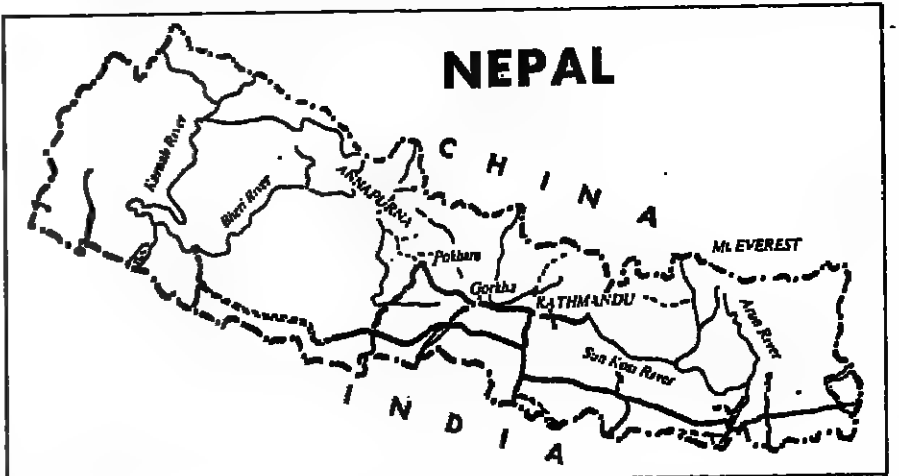 NEPAL
CHINA
Karnali River
Bheri River
ANNAPURNA
Mt. EVEREST
Pokhara
Gorkha
KATHMANDU
Arun River
Sun Kosi River
INDIA